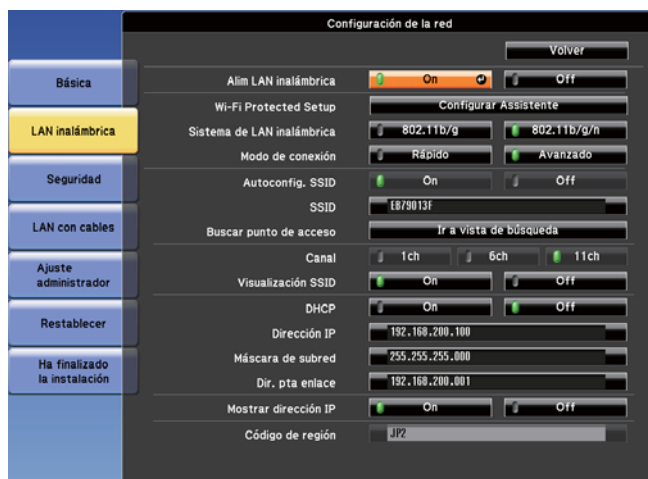 Configuración de la red
Volver
Básica
LAN inalámbrica
Seguridad
LAN con cables
Ajuste
administrador
Restablecer
Ha finalizado
la instalación
Alim LAN inalámbrica On Off
Wi-Fi Protected Setup Configurar Assistente
Sistema de LAN inalámbrica 802.11b/g 802.11b/g/n
Modo de conexión Rápido Avanzado
Autoconfig. SSID On Off
SSID EB79013F
Buscar punto de acceso Ir a vista de búsqueda
Canal 1ch 6ch 11ch
Visualización SSID On Off
DHCP On Off
Dirección IP 192.168.200.100
Máscara de subred 255.255.255.000
Dir. pta enlace 192.168.200.001
Mostrar dirección IP On Off
Código de región JP2